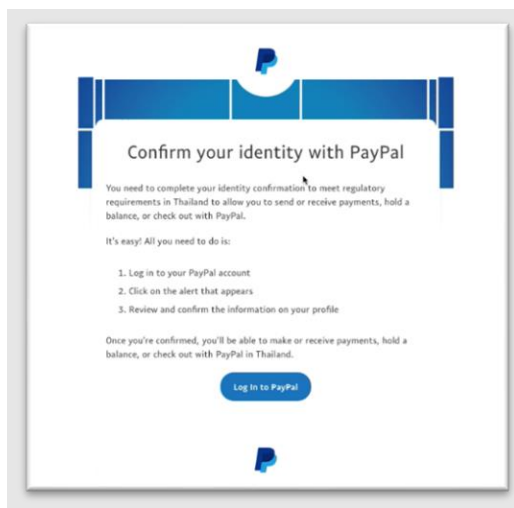 Confirm your identity with PayPal
You need to complete your identity confirmation to meet regulatory
requirements in Thailand to allow you to send or receive payments, hold a
balance, or check out with PayPal.
It's easy! All you need to do is:
1. Log in to your PayPal account
2. Click on the alert that appears
3. Review and confirm the information on your profile
Once you're confirmed, you'll be able to make or receive payments, hold a
balance, or check out with PayPal in Thailand.
Log In to PayPal